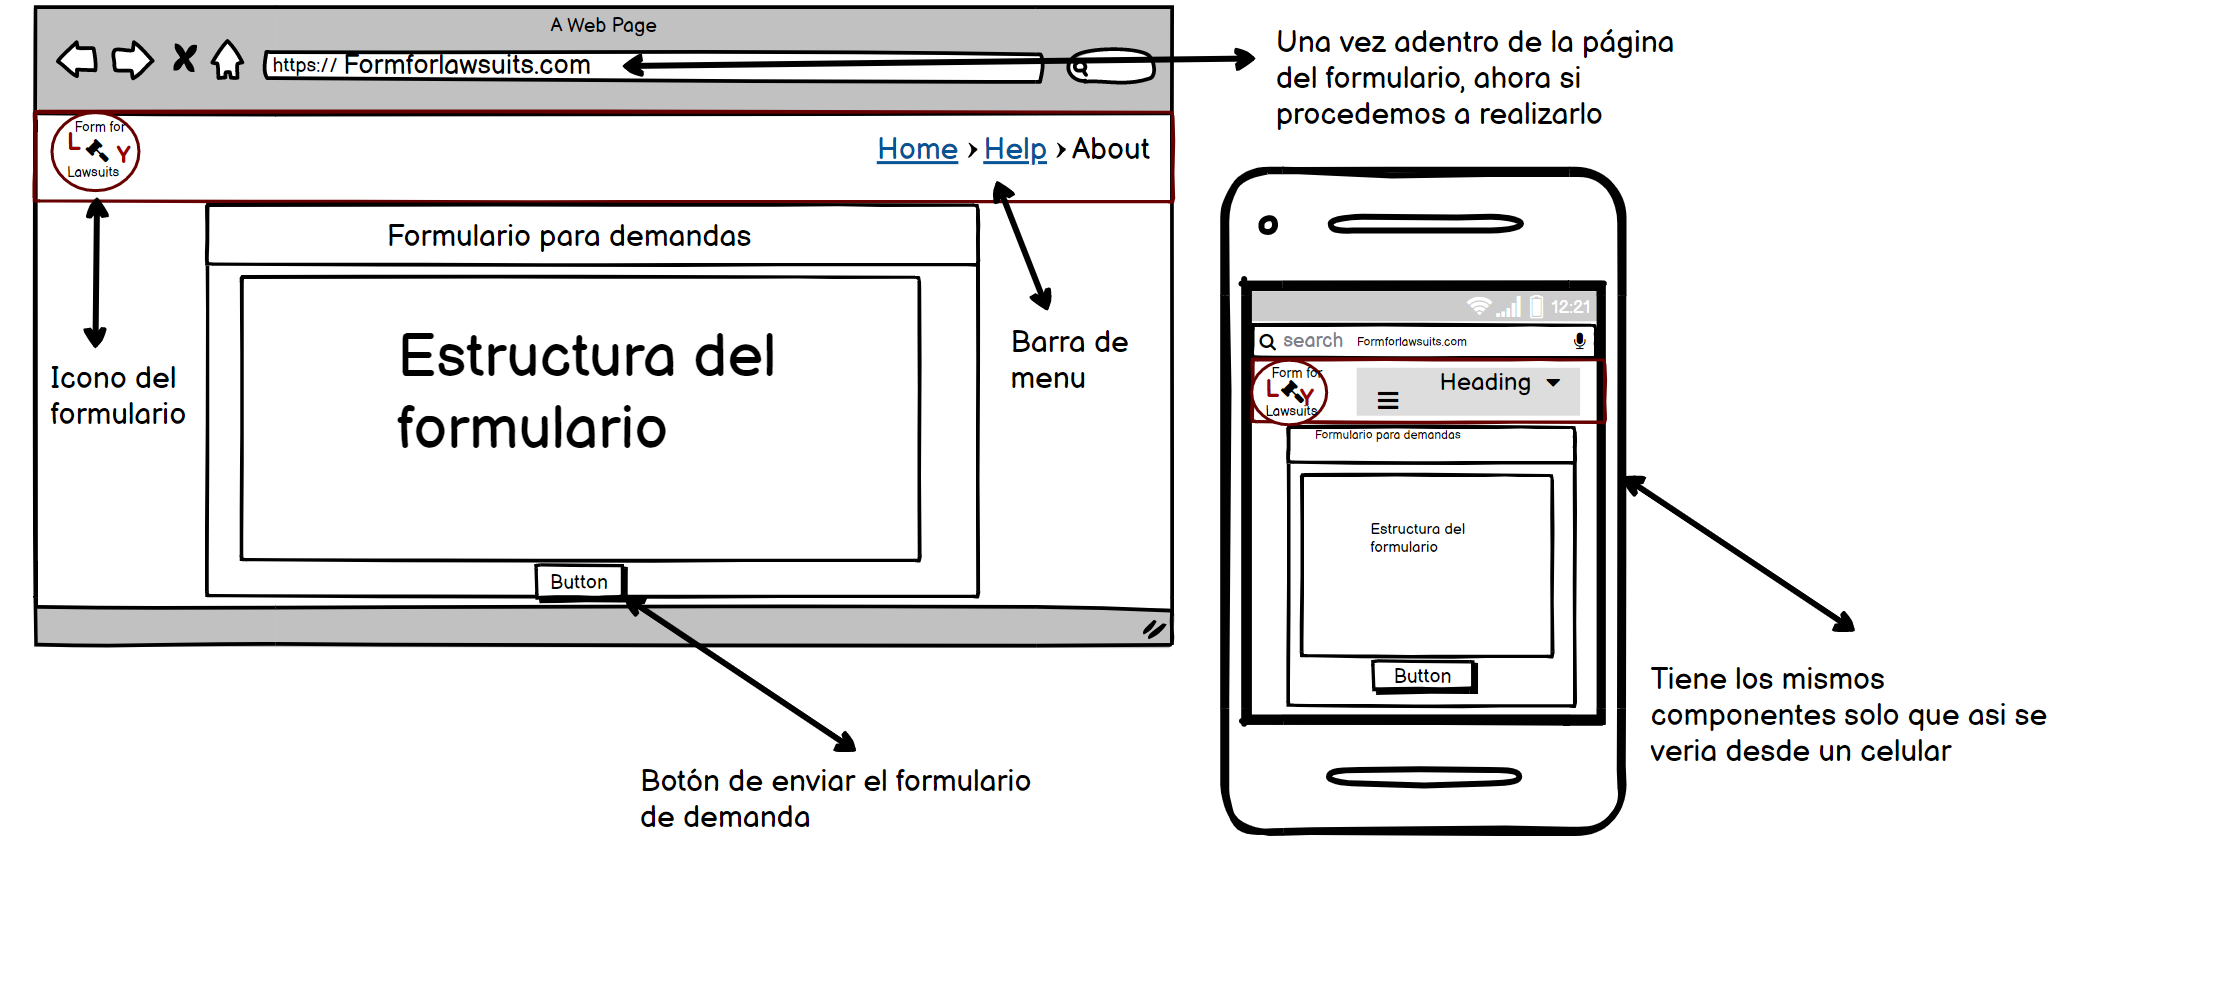 A Web Page
https:// Formforlawsuits.com
Form for
L Y
Lawsuits
Home › Help › About
Formulario para demandas
Estructura del
formulario
Button
Icono del
formulario
Barra de
menu
Botón de enviar el formulario
de demanda
Una vez adentro de la página
del formulario, ahora si
procedemos a realizarlo
12:21
search Formforlawsuits.com
Form for
L Y
Lawsuits
Heading
Formulario para demandas
Estructura del
formulario
Button
Tiene los mismos
componentes solo que asi se
veria desde un celular